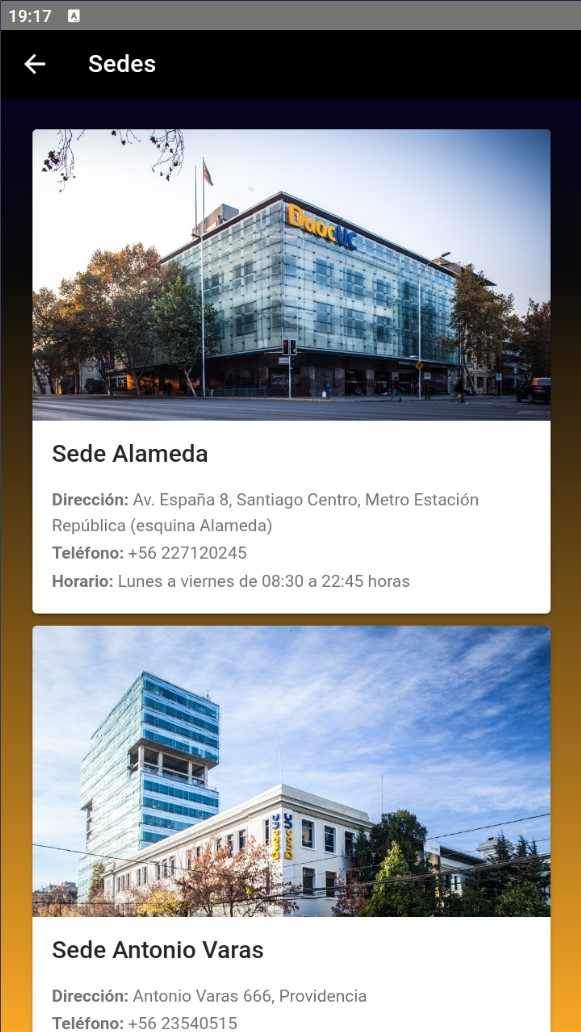 19:17
Sedes
DuocUC
Sede Alameda
Dirección: Av. España 8, Santiago Centro, Metro Estación
República (esquina Alameda)
Teléfono: +56 227120245
Horario: Lunes a viernes de 08:30 a 22:45 horas
DuocUC
DuocUC
Sede Antonio Varas
Dirección: Antonio Varas 666, Providencia
Teléfono: +56 23540515